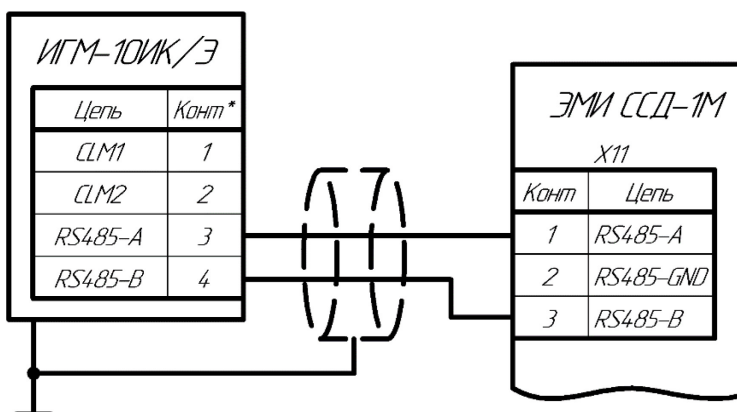 ИГМ-10ИК/Э
Цепь Конт*
CLM1 1
CLM2 2
RS485-A 3
RS485-B 4
ЭМИ ССД-1М
X11
Конт Цепь
1 RS485-A
2 RS485-GND
3 RS485-B